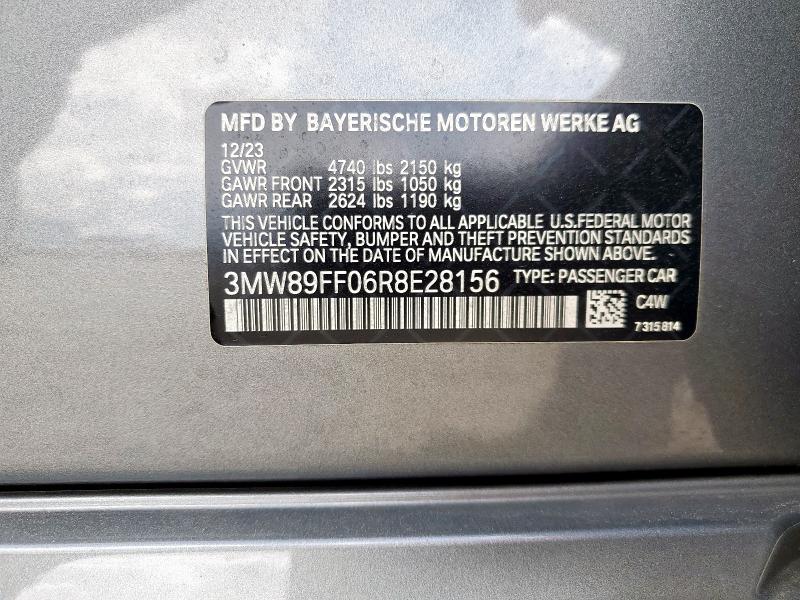 MFD BY BAYERISCHE MOTOREN WERKE AG
12/23
GVWR 4740 lbs 2150 kg
GAWR FRONT 2315 lbs 1050 kg
GAWR REAR 2624 lbs 1190 kg
THIS VEHICLE CONFORMS TO ALL APPLICABLE U.S.FEDERAL MOTOR
VEHICLE SAFETY, BUMPER AND THEFT PREVENTION STANDARDS
IN EFFECT ON THE DATE OF MANUFACTURE SHOWN ABOVE.
3MW89FF06R8E28156 TYPE: PASSENGER CAR
C4W
7315814